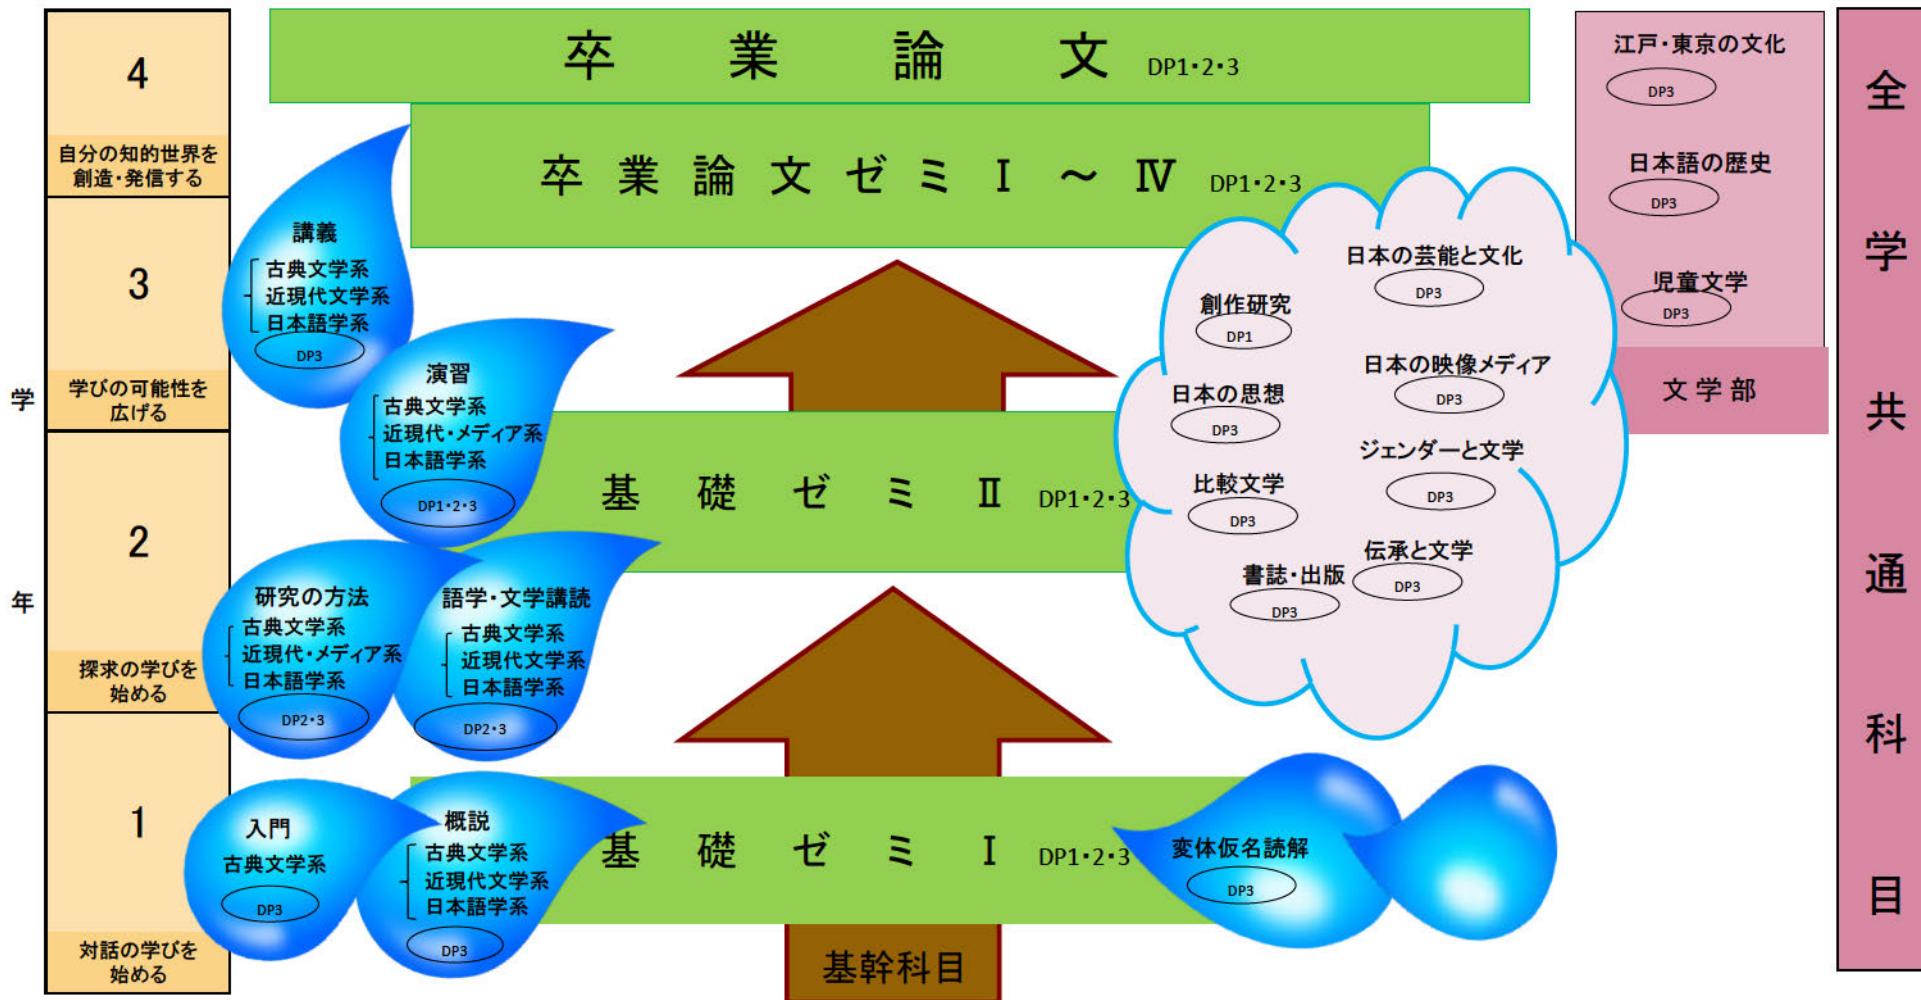 学
年
4
自分の知的世界を
創造・発信する
3
学びの可能性を
広げる
2
探求の学びを
始める
1
対話の学びを
始める
卒業論文 DP1・2・3
卒業論文ゼミⅠ～Ⅳ DP1・2・3
講義
古典文学系
近現代文学系
日本語学系
DP3
演習
古典文学系
近現代・メディア系
日本語学系
DP1・2・3
基礎ゼミⅡ DP1・2・3
研究の方法
古典文学系
近現代・メディア系
日本語学系
DP2・3
語学・文学講読
古典文学系
近現代文学系
日本語学系
DP2・3
入門
古典文学系
DP3
概説
古典文学系
近現代文学系
日本語学系
DP3
基礎ゼミⅠ DP1・2・3
基幹科目
変体仮名読解
DP3
日本の芸能と文化
DP3
創作研究
DP1
日本の映像メディア
DP3
日本の思想
DP3
ジェンダーと文学
DP3
比較文学
DP3
伝承と文学
DP3
書誌・出版
DP3
江戸・東京の文化
DP3
日本語の歴史
DP3
児童文学
DP3
文学部
全学共通科目